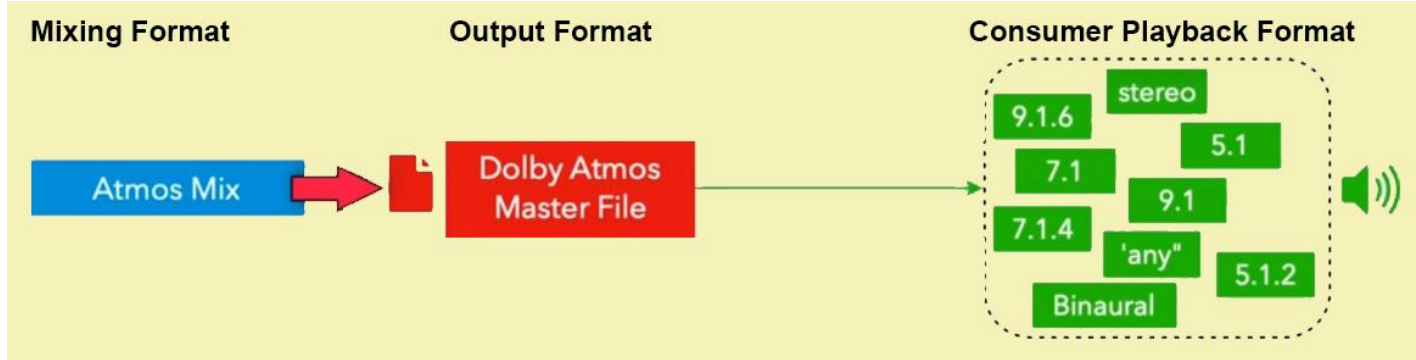 Mixing Format
Output Format
Consumer Playback Format
Atmos Mix
Dolby Atmos
Master File
stereo
9.1.6
5.1
7.1
9.1
7.1.4
'any"
5.1.2
Binaural